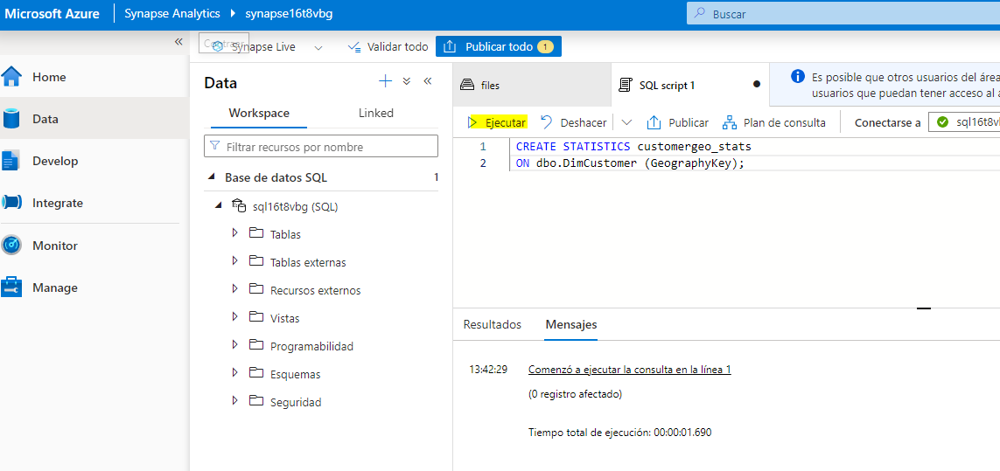 Microsoft Azure
Synapse Analytics
synapse16t8vbg
Buscar
Synapse Live
Validar todo
Publicar todo
1
Home
Data
Develop
Integrate
Monitor
Manage
Data
Workspace
Linked
Filtrar recursos por nombre
Base de datos SQL
1
sql16t8vbg (SQL)
Tablas
Tablas externas
Recursos externos
Vistas
Programabilidad
Esquemas
Seguridad
files
SQL script 1
Es posible que otros usuarios del área
usuarios que puedan tener acceso al a
Ejecutar
Deshacer
Publicar
Plan de consulta
Conectarse a
sql16t8vb
1 CREATE STATISTICS customergeo_stats
2 ON dbo.DimCustomer (GeographyKey);
Resultados
Mensajes
13:42:29
Comenzó a ejecutar la consulta en la línea 1
(0 registro afectado)
Tiempo total de ejecución: 00:00:01.690